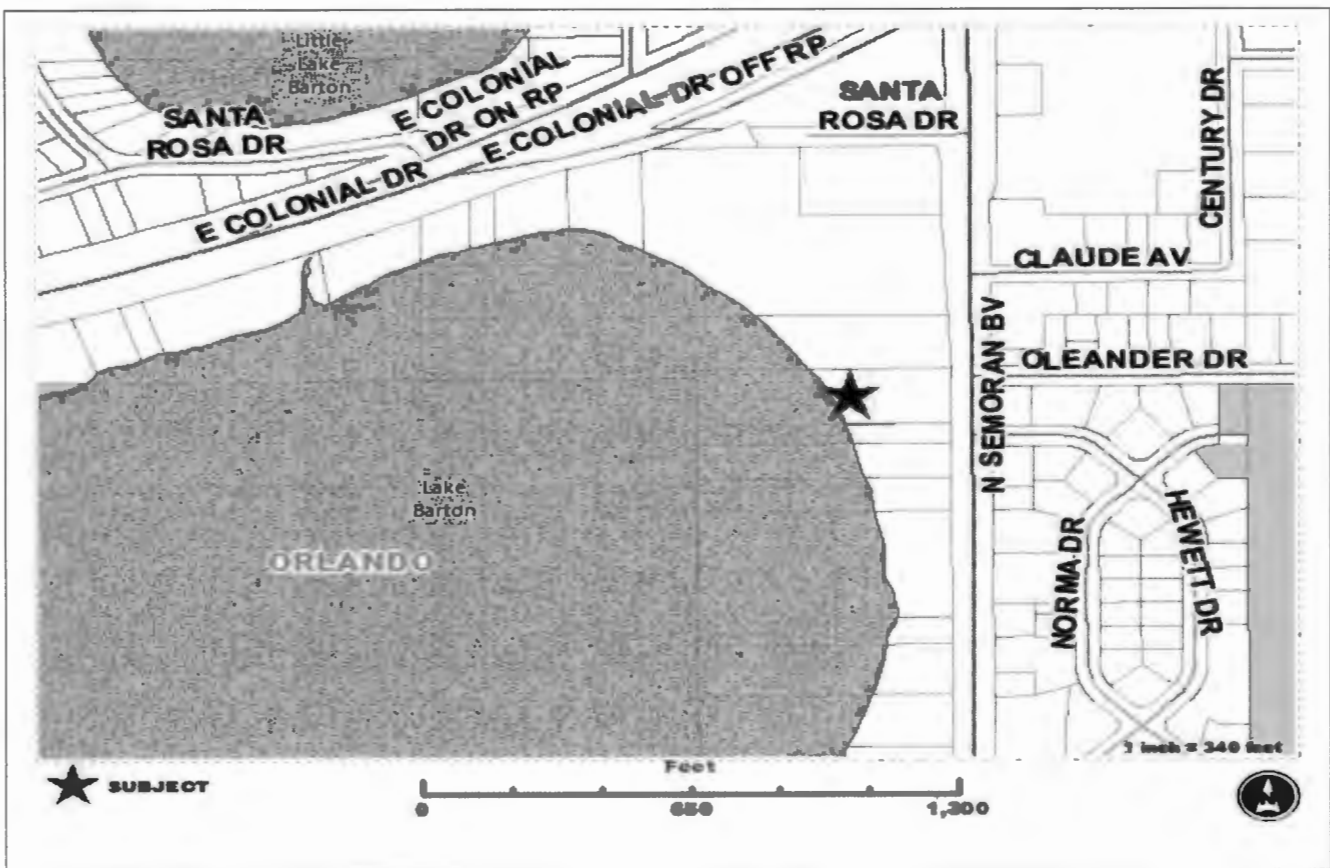 Little
Lake
Barton
SANTA
ROSA DR
E COLONIAL
DR ON RP
E COLONIAL DR OFF RP
SANTA
ROSA DR
CENTURY DR
E COLONIAL DR
CLAUDE AV
N SEMORAN BV
OLEANDER DR
Lake
Barton
ORLANDO
NORMA DR
HEWETT DR
1 inch = 340 feet
Feet
SUBJECT
0
650
1,300